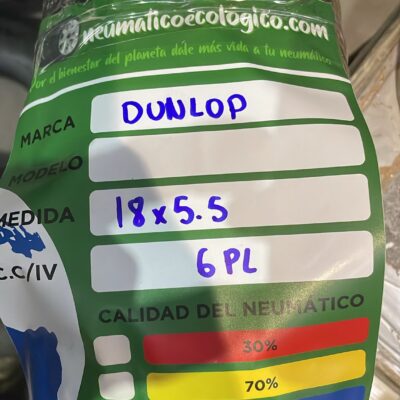 neumaticoecologico.com
Por el bienestar del planeta dale más vida a tu neumático
MARCA DUNLOP
MODELO
MEDIDA 18x5.5
C.C/IV 6PL
CALIDAD DEL NEUMÁTICO
30%
70%